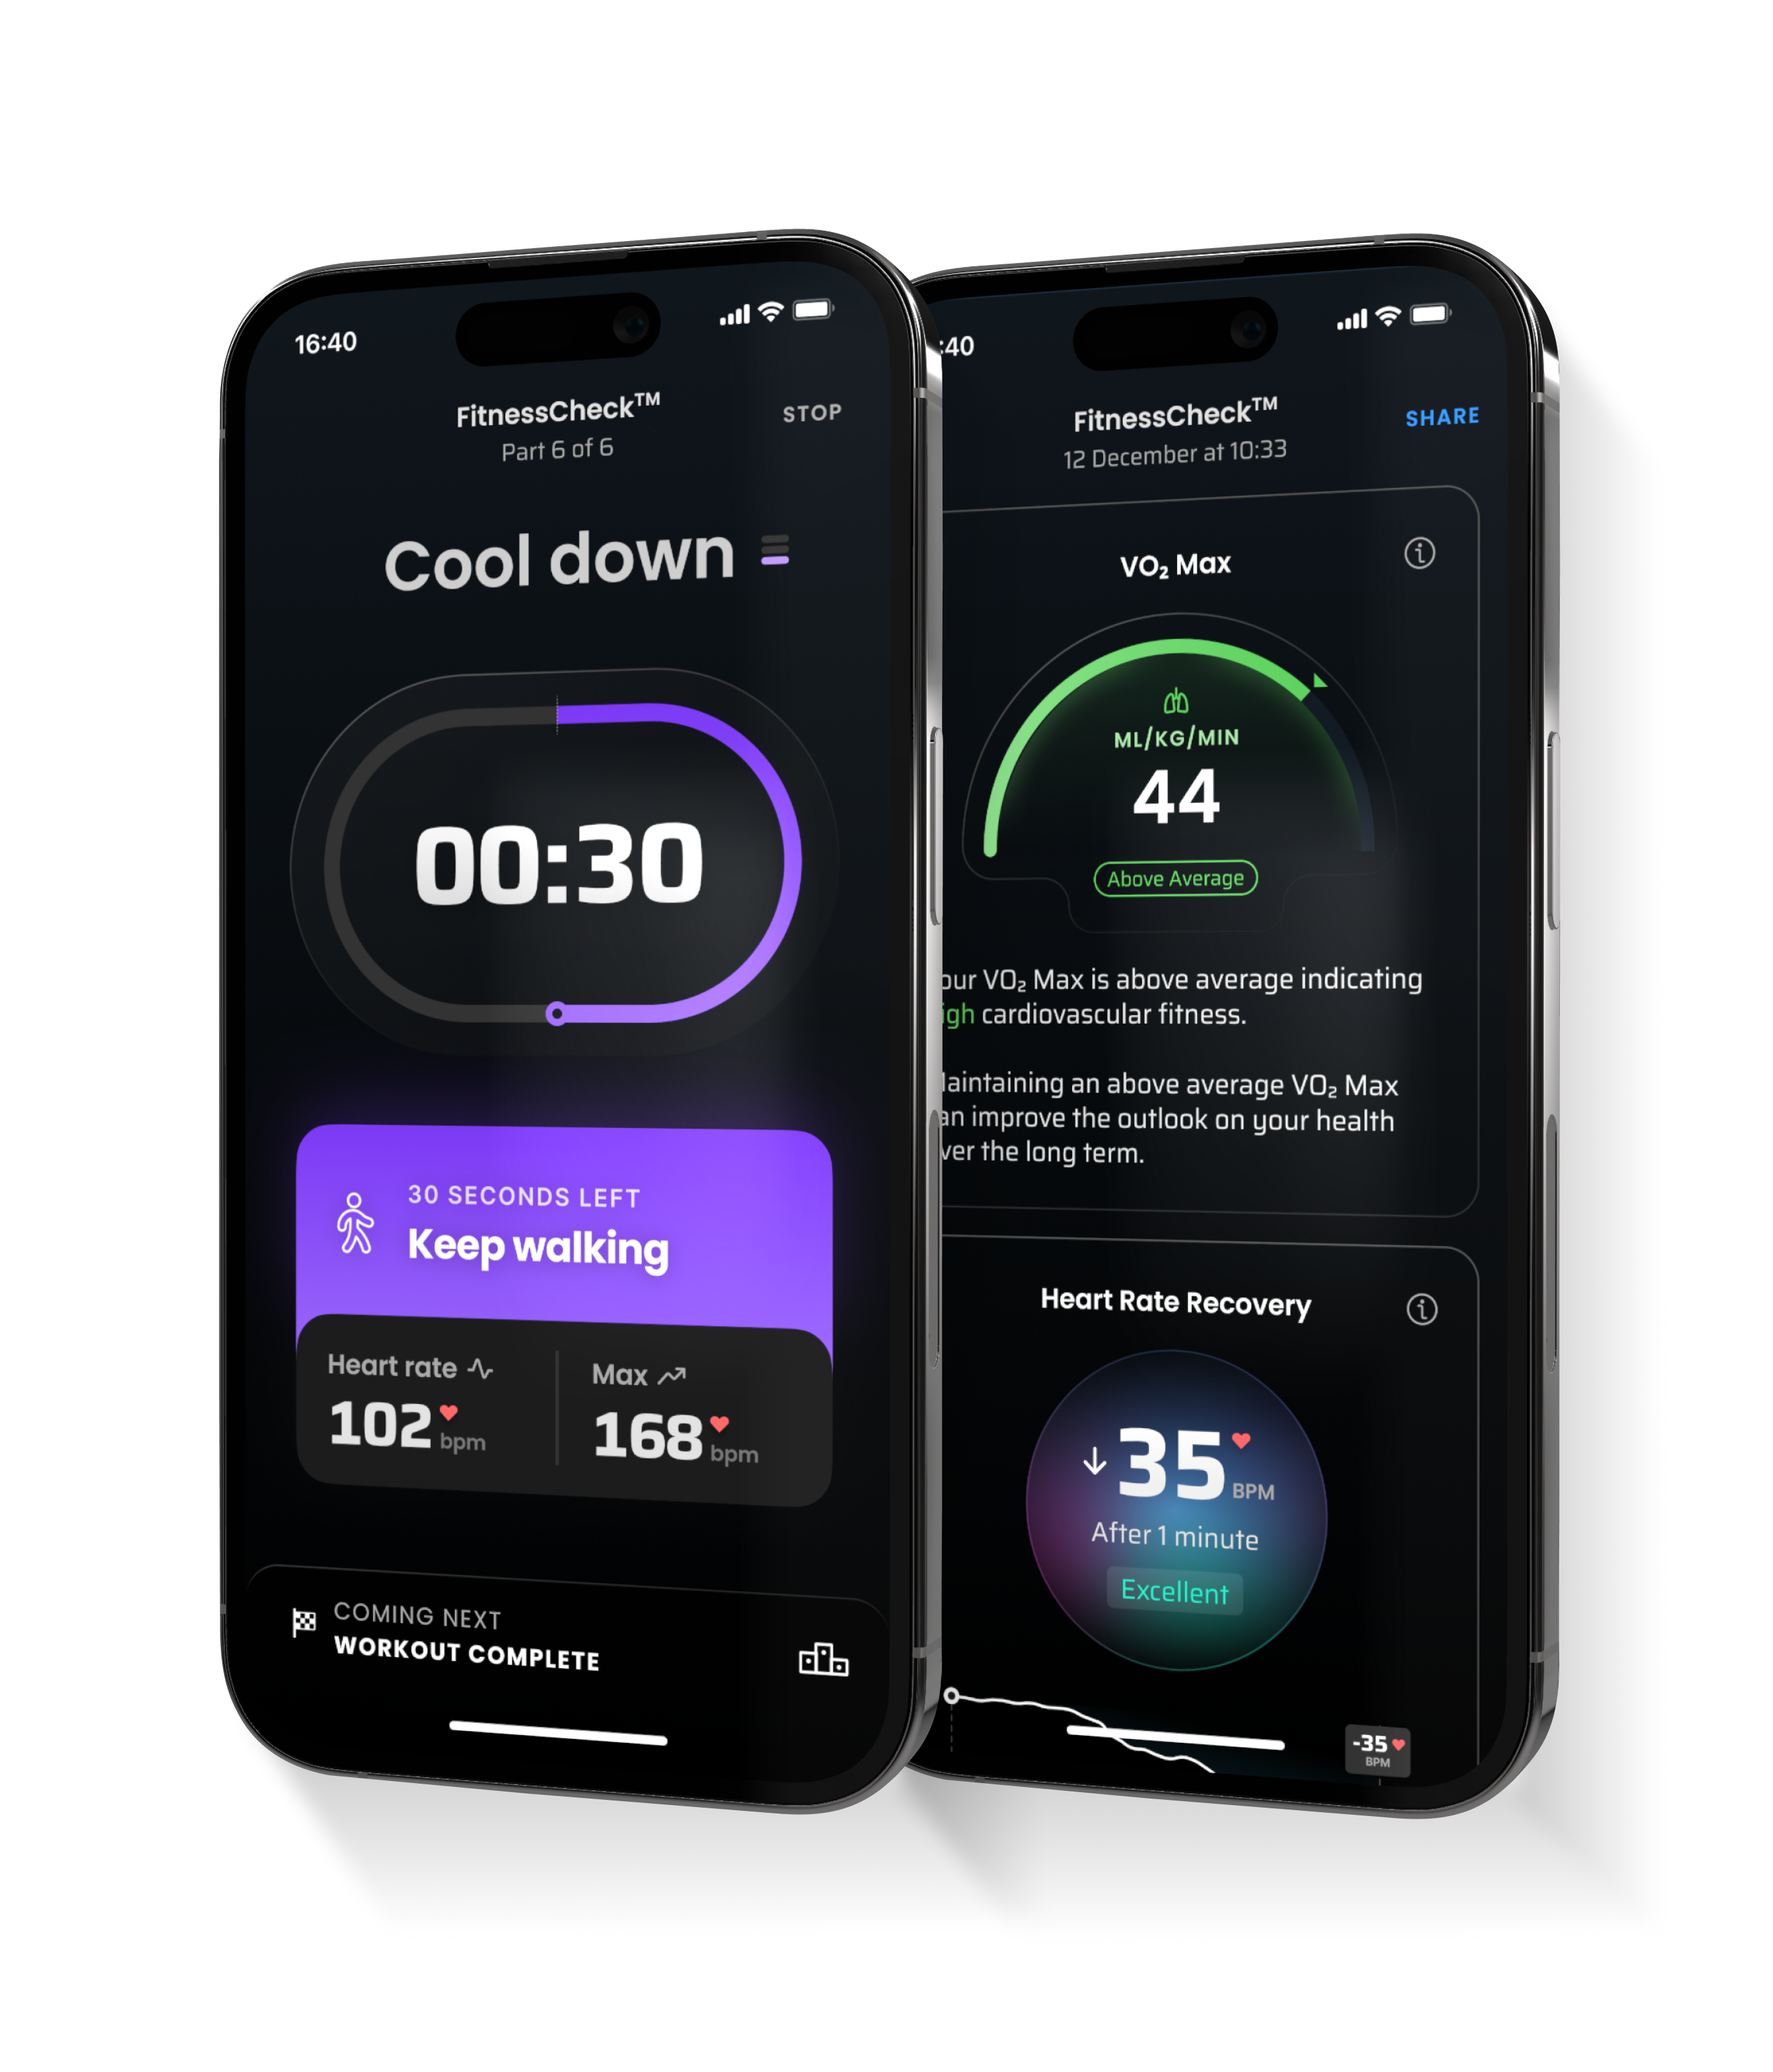 16:40
FitnessCheck™
STOP
Part 6 of 6
Cool down
00:30
30 SECONDS LEFT
Keep walking
Heart rate
102 bpm
Max
168 bpm
COMING NEXT
WORKOUT COMPLETE
:40
FitnessCheck™
SHARE
12 December at 10:33
VO₂ Max
ML/KG/MIN
44
Above Average
our VO₂ Max is above average indicating
igh cardiovascular fitness.
aintaining an above average VO₂ Max
an improve the outlook on your health
ver the long term.
Heart Rate Recovery
35 BPM
After 1 minute
Excellent
-35
BPM